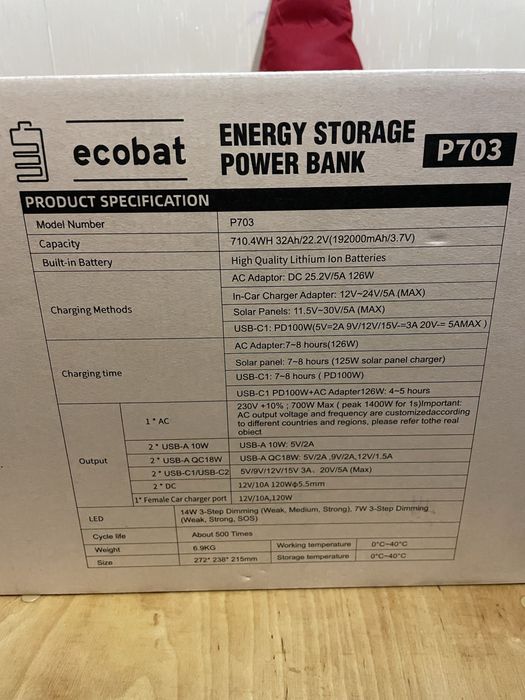 ecobat
ENERGY STORAGE
POWER BANK
P703
PRODUCT SPECIFICATION
Model Number P703
Capacity 710.4WH 32Ah/22.2V(192000mAh/3.7V)
Built-in Battery High Quality Lithium Ion Batteries
Charging Methods
AC Adaptor: DC 25.2V/5A 126W
In-Car Charger Adapter: 12V~24V/5A (MAX)
Solar Panels: 11.5V~30V/5A (MAX)
USB-C1: PD100W(5V=2A 9V/12V/15V-=3A 20V-= 5AMAX )
Charging time
AC Adapter:7~8 hours(126W)
Solar panel: 7~8 hours (125W solar panel charger)
USB-C1: 7~8 hours ( PD100W)
USB-C1 PD100W+AC Adapter126W: 4~5 hours
Output
1 * AC
230V +10% ; 700W Max ( peak 1400W for 1s)Important:
AC output voltage and frequency are customizedaccording
to different countries and regions, please refer tothe real
obiect
2 * USB-A 10W USB-A 10W: 5V/2A
2 * USB-A QC18W USB-A QC18W: 5V/2A ,9V/2A,12V/1.5A
2 * USB-C1/USB-C2 5V/9V/12V/15V 3A. 20V/5A (Max)
2 * DC 12V/10A 120Wφ5.5mm
1* Female Car charger port 12V/10A,120W
LED
14W 3-Step Dimming (Weak, Medium, Strong), 7W 3-Step Dimming
(Weak, Strong, SOS)
Cycle life About 500 Times
Weight 6.9KG Working temperature 0°C~40°C
Size 272* 238* 215mm Storage temperature 0°C~40°C